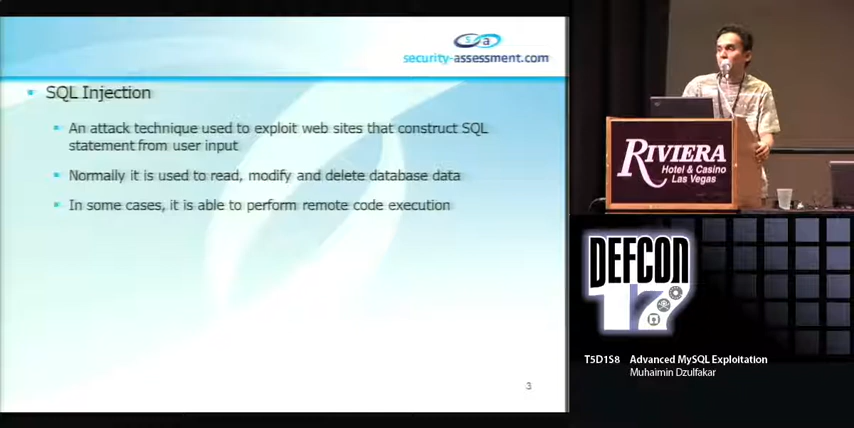 s a
security-assessment.com
SQL Injection
An attack technique used to exploit web sites that construct SQL
statement from user input
Normally it is used to read, modify and delete database data
In some cases, it is able to perform remote code execution
3
RIVIERA
Hotel & Casino
Las Vegas
DEFCON
17
T5D1S8 Advanced MySQL Exploitation
Muhaimin Dzulfakar